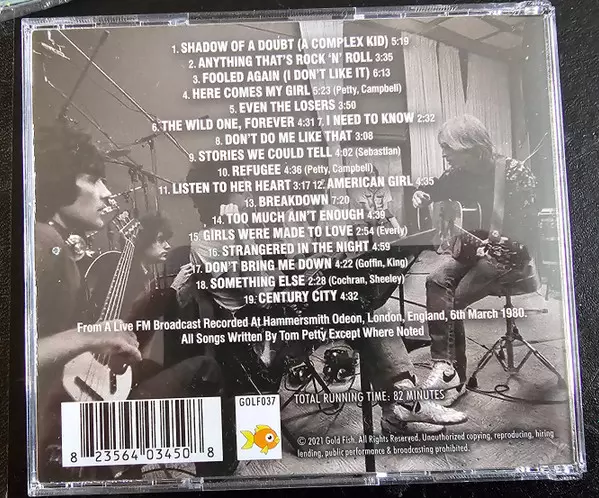 1. SHADOW OF A DOUBT (A COMPLEX KID) 5:19
2. ANYTHING THAT'S ROCK 'N' ROLL 3:35
3. FOOLED AGAIN (I DON'T LIKE IT) 6:13
4. HERE COMES MY GIRL 5:23 (Petty, Campbell)
5. EVEN THE LOSERS 3:50
6. THE WILD ONE, FOREVER 4:31 7. I NEED TO KNOW 2:32
8. DON'T DO ME LIKE THAT 3:08
9. STORIES WE COULD TELL 4:02 (Sebastian)
10. REFUGEE 4:36 (Petty, Campbell)
11. LISTEN TO HER HEART 3:17 12. AMERICAN GIRL 4:35
13. BREAKDOWN 7:20
14. TOO MUCH AIN'T ENOUGH 4:39
15. GIRLS WERE MADE TO LOVE 2:54 (Everly)
16. STRANGERED IN THE NIGHT 4:59
17. DON'T BRING ME DOWN 4:22 (Goffin, King)
18. SOMETHING ELSE 2:28 (Cochran, Sheeley)
19. CENTURY CITY 4:32
From A Live FM Broadcast Recorded At Hammersmith Odeon, London, England, 6th March 1980.
All Songs Written By Tom Petty Except Where Noted
GOLF037
TOTAL RUNNING TIME: 82 MINUTES
8 23564 03450 8
© 2021 Gold Fish. All Rights Reserved. Unauthorized copying, reproducing, hiring
lending, public performance & broadcasting prohibited.